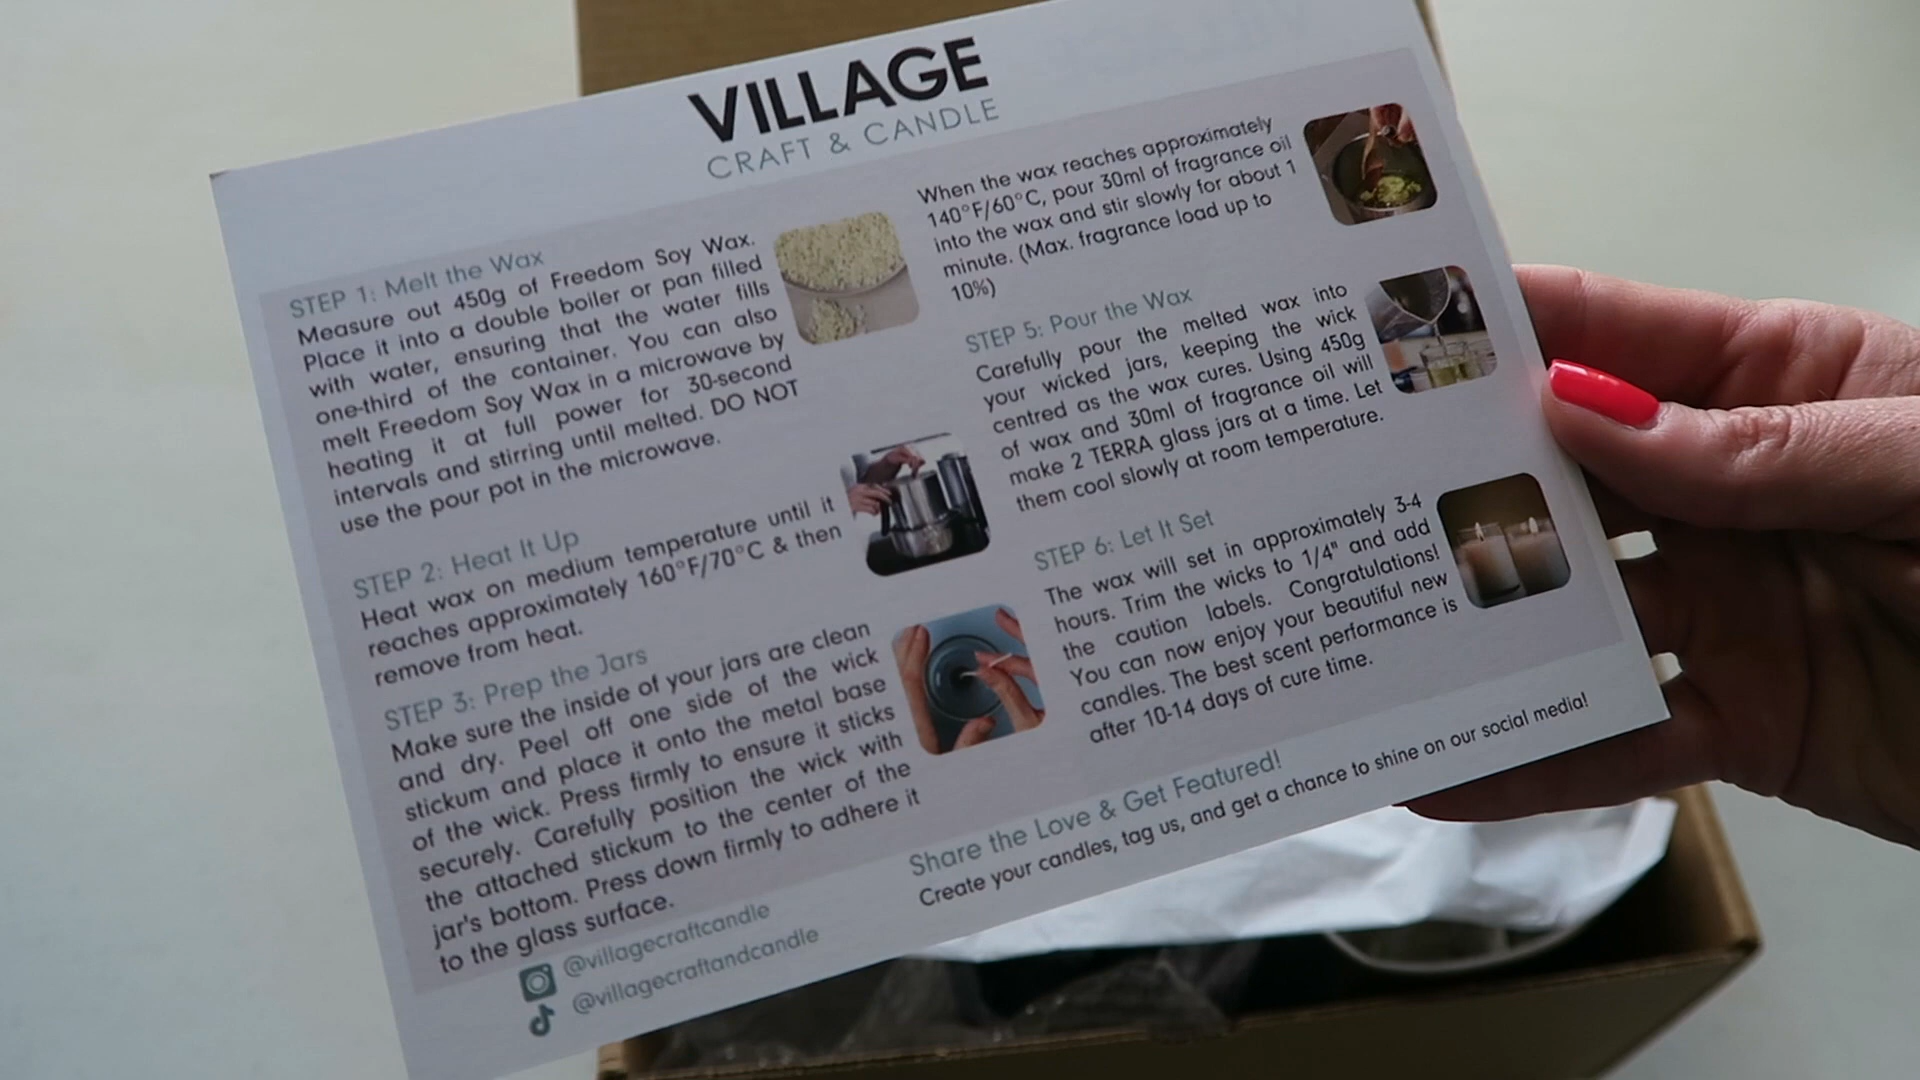 VILLAGE
CRAFT & CANDLE
STEP 1: Melt the Wax
Measure out 450g of Freedom Soy Wax.
Place it into a double boiler or pan filled
with water, ensuring that the water fills
one-third of the container. You can also
melt Freedom Soy Wax in a microwave by
heating it at full power for 30-second
intervals and stirring until melted. DO NOT
use the pour pot in the microwave.
STEP 2: Heat It Up
Heat wax on medium temperature until it
reaches approximately 160°F/70°C & then
remove from heat.
STEP 3: Prep the Jars
Make sure the inside of your jars are clean
and dry. Peel off one side of the wick
stickum and place it onto the metal base
of the wick. Press firmly to ensure it sticks
securely. Carefully position the wick with
the attached stickum to the center of the
jar's bottom. Press down firmly to adhere it
to the glass surface.
When the wax reaches approximately
140°F/60°C, pour 30ml of fragrance oil
into the wax and stir slowly for about 1
minute. (Max. fragrance load up to
10%)
STEP 5: Pour the Wax
Carefully pour the melted wax into
your wicked jars, keeping the wick
centred as the wax cures. Using 450g
of wax and 30ml of fragrance oil will
make 2 TERRA glass jars at a time. Let
them cool slowly at room temperature.
STEP 6: Let It Set
The wax will set in approximately 3-4
hours. Trim the wicks to 1/4" and add
the caution labels. Congratulations!
You can now enjoy your beautiful new
candles. The best scent performance is
after 10-14 days of cure time.
Share the Love & Get Featured!
Create your candles, tag us, and get a chance to shine on our social media!
@villagecraftcandle
@villagecraftandcandle